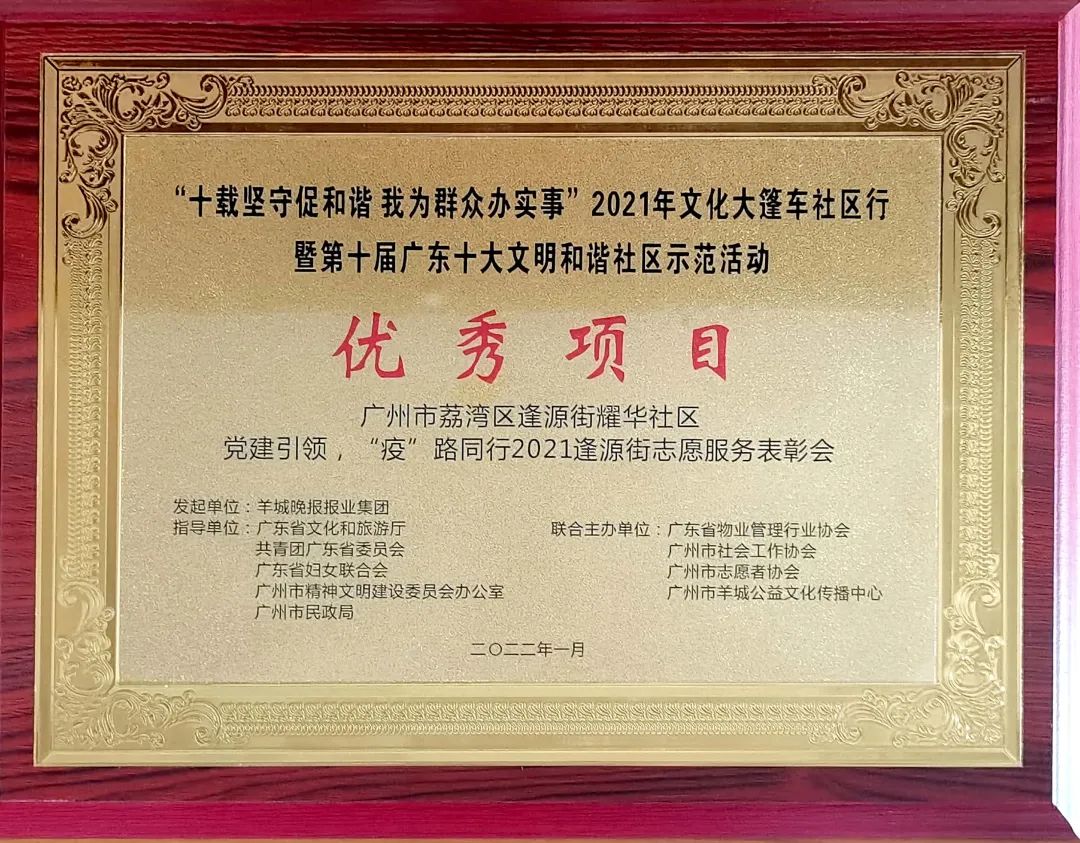 “十载坚守促和谐 我为群众办实事”2021年文化大篷车社区行
暨第十届广东十大文明和谐社区示范活动
优秀项目
广州市荔湾区逢源街耀华社区
党建引领，“疫”路同行2021逢源街志愿服务表彰会
发起单位：羊城晚报报业集团
指导单位：广东省文化和旅游厅
共青团广东省委员会
广东省妇女联合会
广州市精神文明建设委员会办公室
广州市民政局
联合主办单位：广东省物业管理行业协会
广州市社会工作协会
广州市志愿者协会
广州市羊城公益文化传播中心
二〇二二年一月